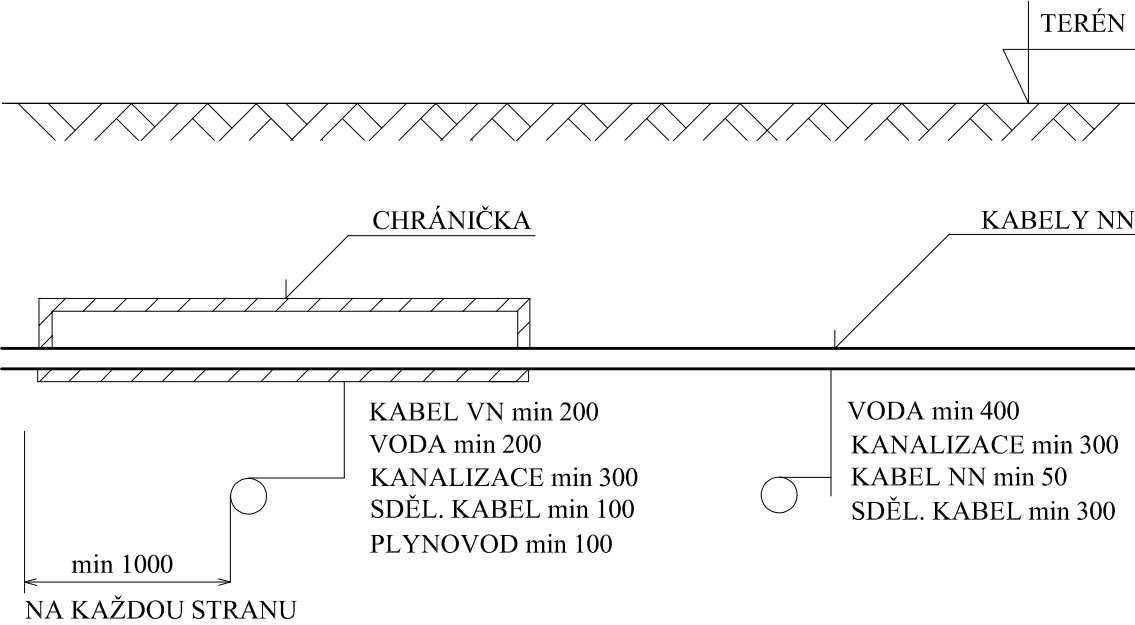 TERÉN
CHRÁNIČKA
KABELY NN
KABEL VN min 200
VODA min 200
KANALIZACE min 300
SDĚL. KABEL min 100
PLYNOVOD min 100
VODA min 400
KANALIZACE min 300
KABEL NN min 50
SDĚL. KABEL min 300
min 1000
NA KAŽDOU STRANU